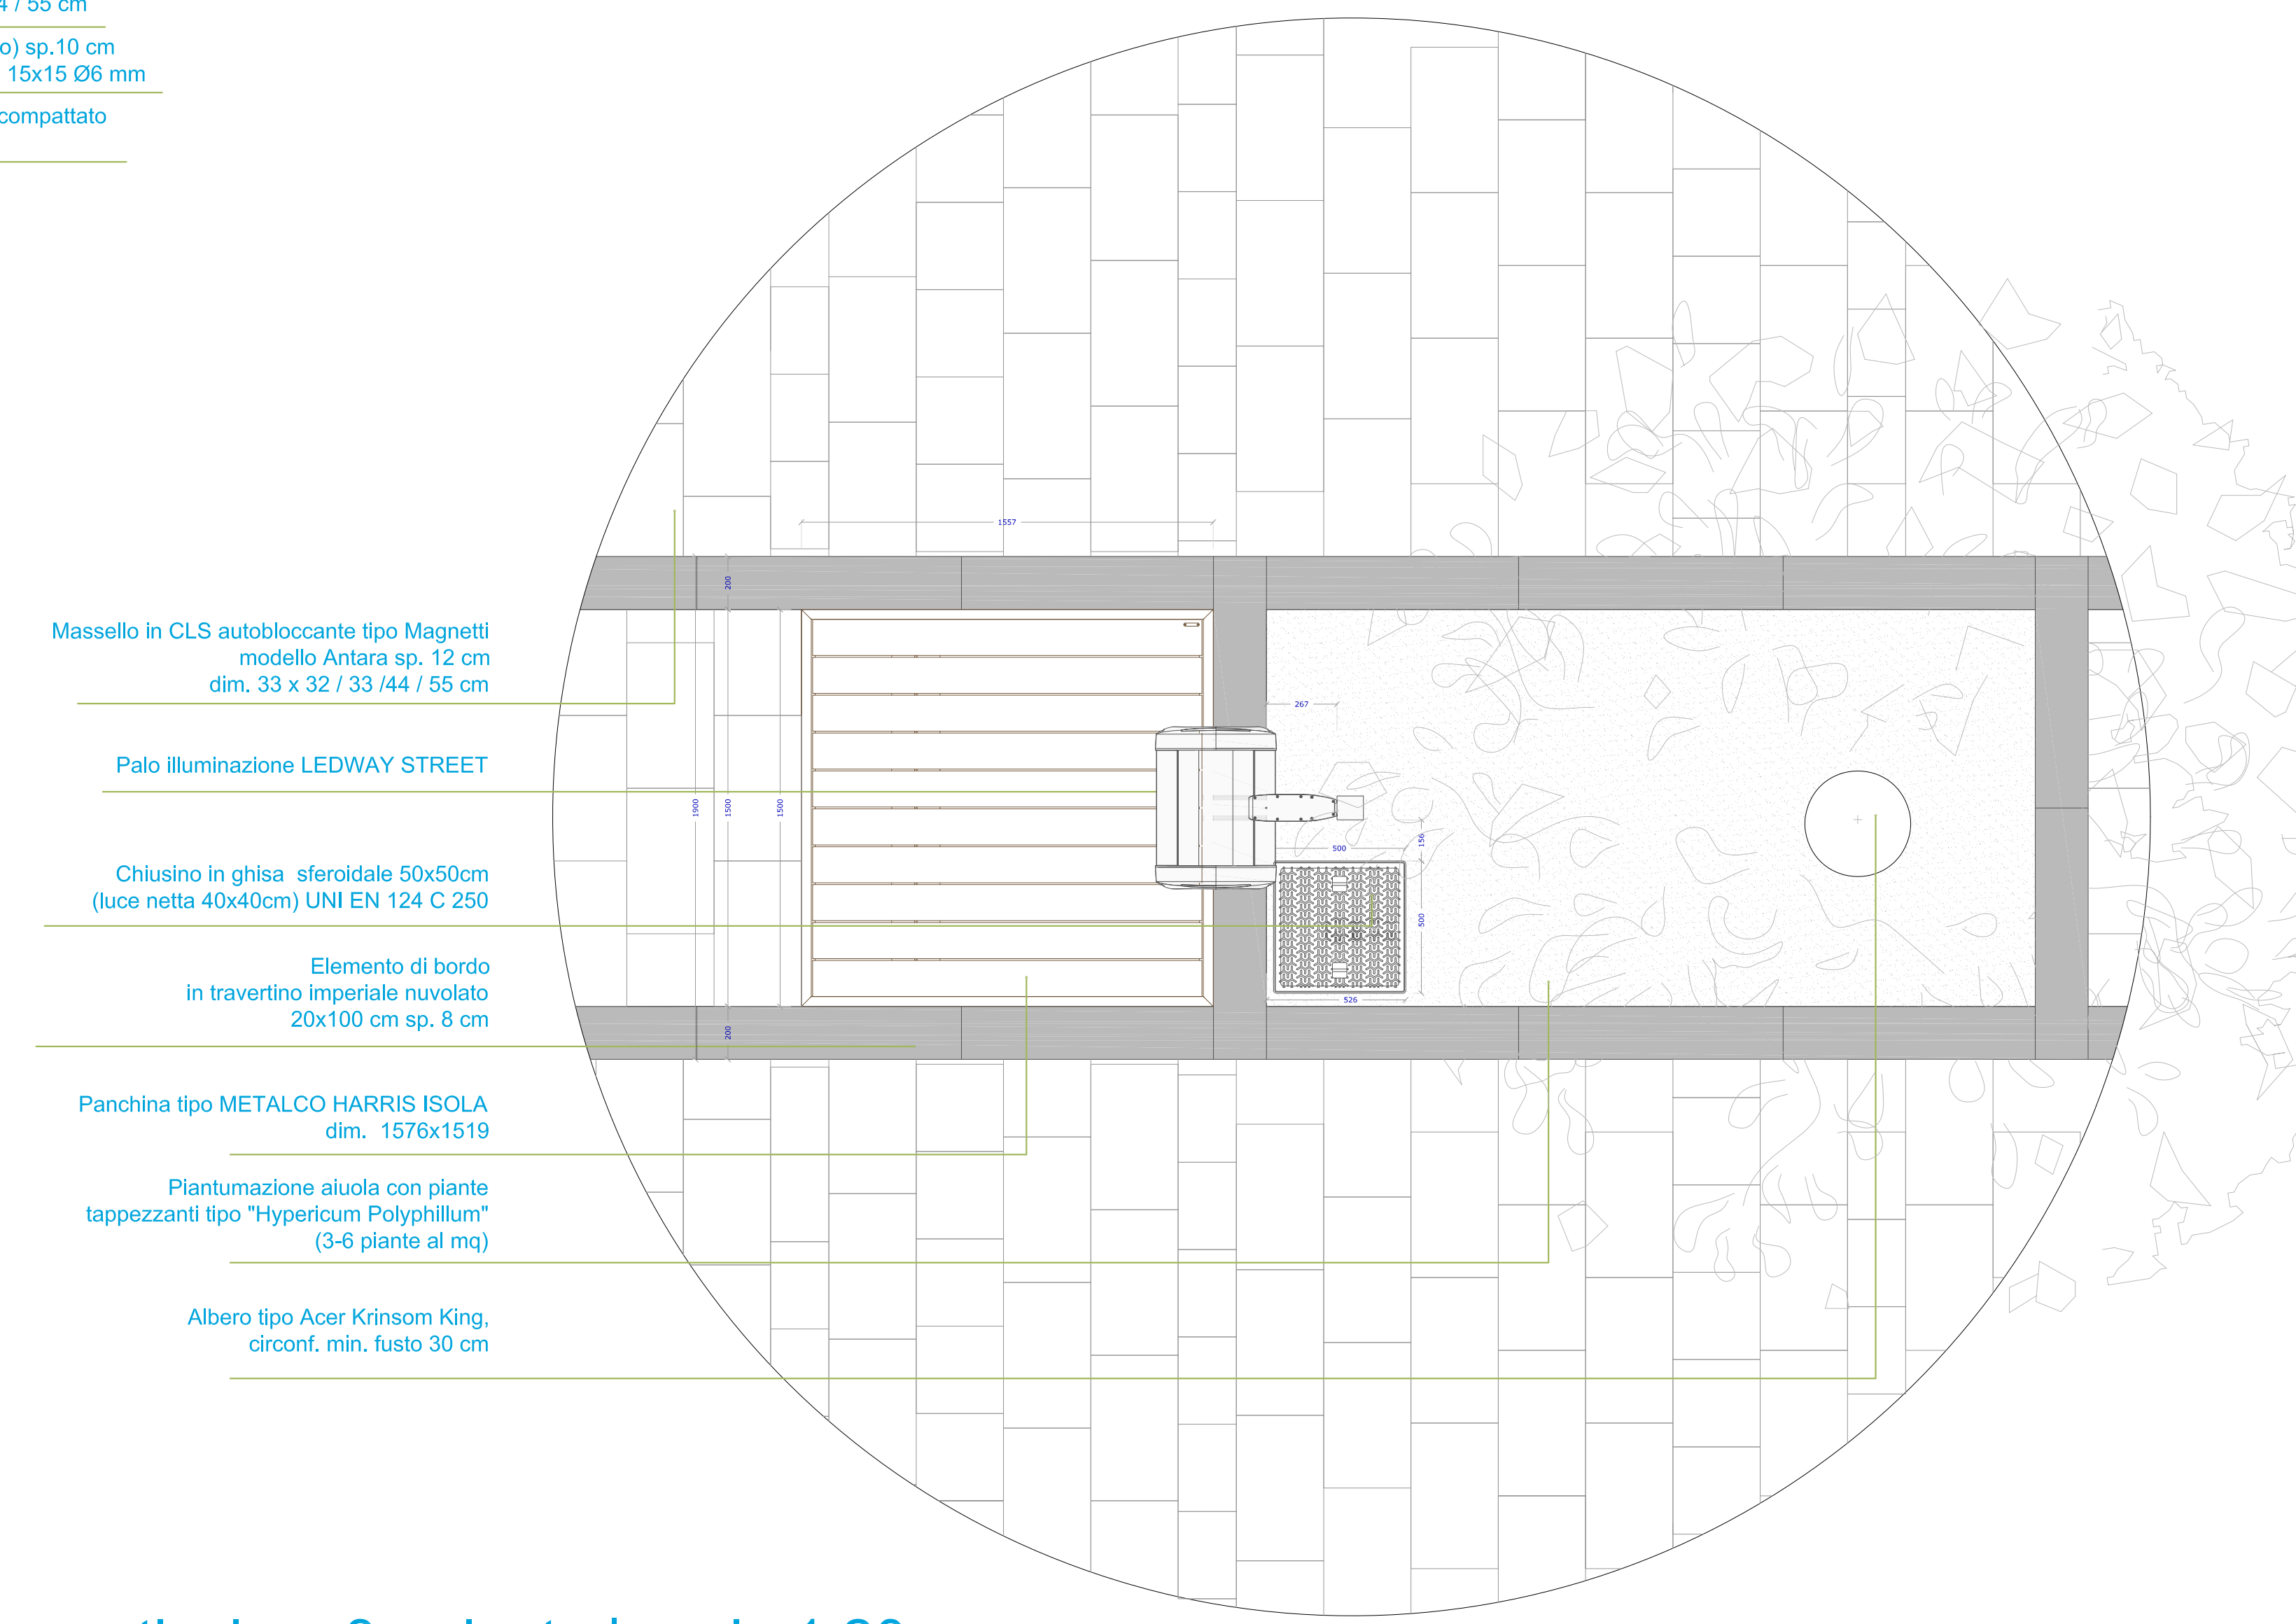 / 55 cm
o) sp.10 cm
15x15 Ø6 mm
compattato
1557
200
Massello in CLS autobloccante tipo Magnetti
modello Antara sp. 12 cm
dim. 33 x 32 / 33 /44 / 55 cm
267
Palo illuminazione LEDWAY STREET
1900
1500
1500
156
500
Chiusino in ghisa sferoidale 50x50cm
(luce netta 40x40cm) UNI EN 124 C 250
500
Elemento di bordo
in travertino imperiale nuvolato
20x100 cm sp. 8 cm
526
200
Panchina tipo METALCO HARRIS ISOLA
dim. 1576x1519
Piantumazione aiuola con piante
tappezzanti tipo "Hypericum Polyphillum"
(3-6 piante al mq)
Albero tipo Acer Krinsom King,
circonf. min. fusto 30 cm